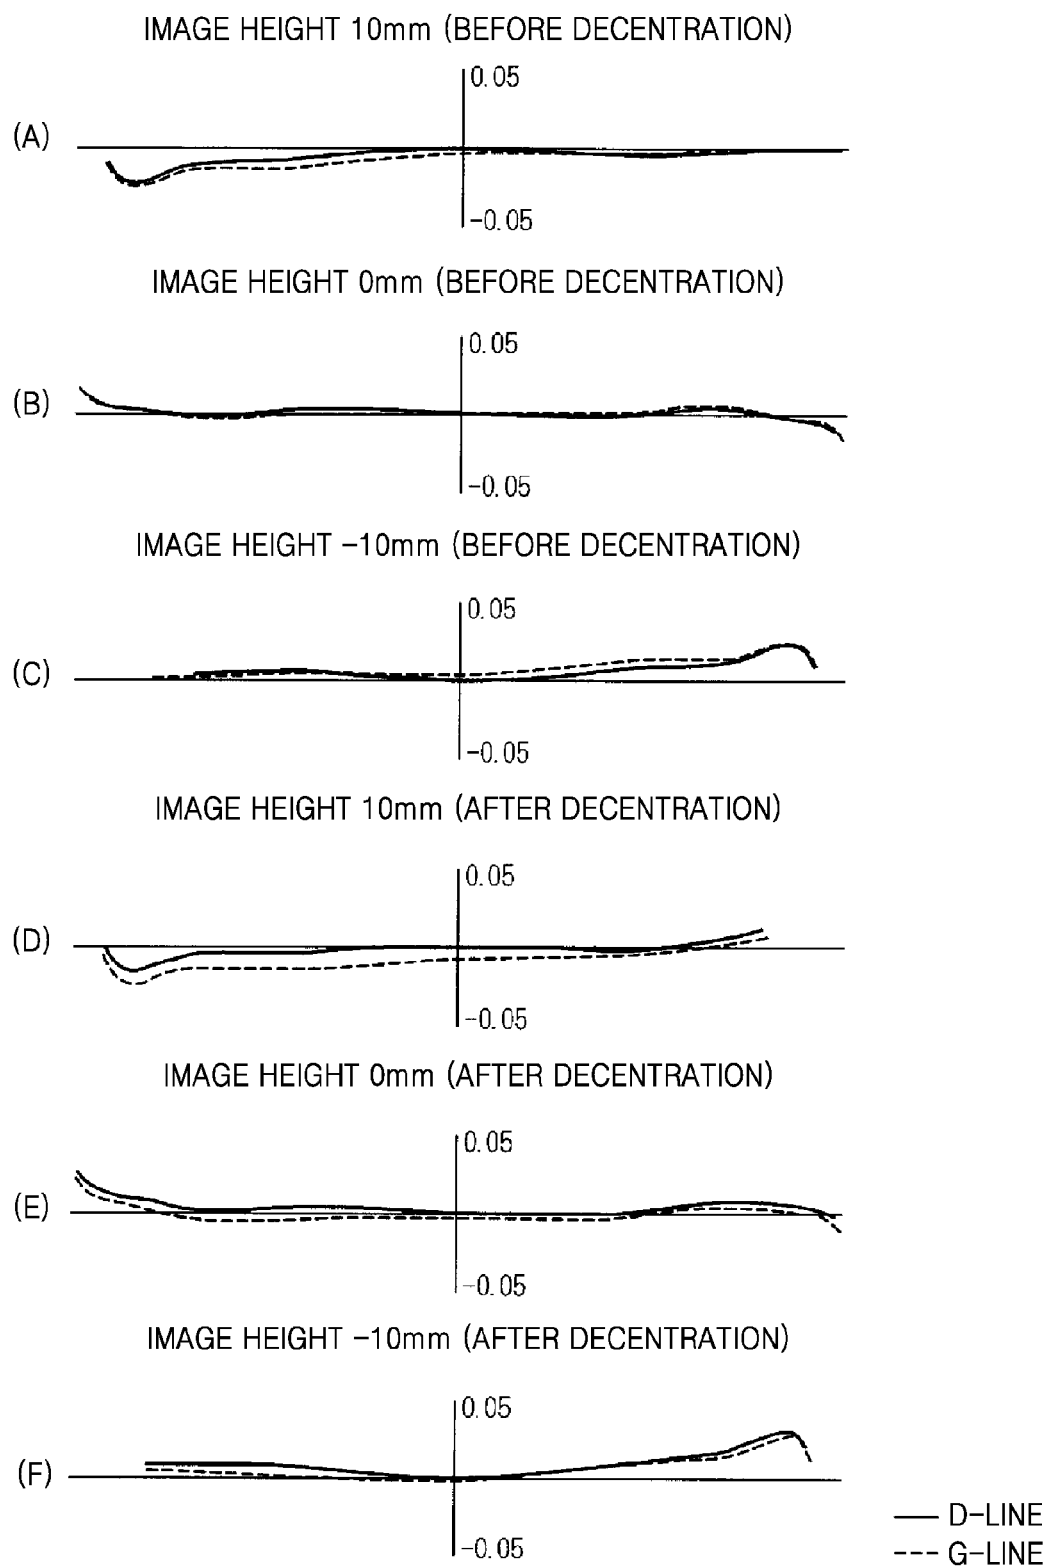 IMAGE HEIGHT 10mm (BEFORE DECENTRATION)
0.05
(A)
-0.05
IMAGE HEIGHT 0mm (BEFORE DECENTRATION)
0.05
(B)
-0.05
IMAGE HEIGHT -10mm (BEFORE DECENTRATION)
0.05
(C)
-0.05
IMAGE HEIGHT 10mm (AFTER DECENTRATION)
0.05
(D)
-0.05
IMAGE HEIGHT 0mm (AFTER DECENTRATION)
0.05
(E)
-0.05
IMAGE HEIGHT -10mm (AFTER DECENTRATION)
0.05
(F)
-0.05
D-LINE
G-LINE